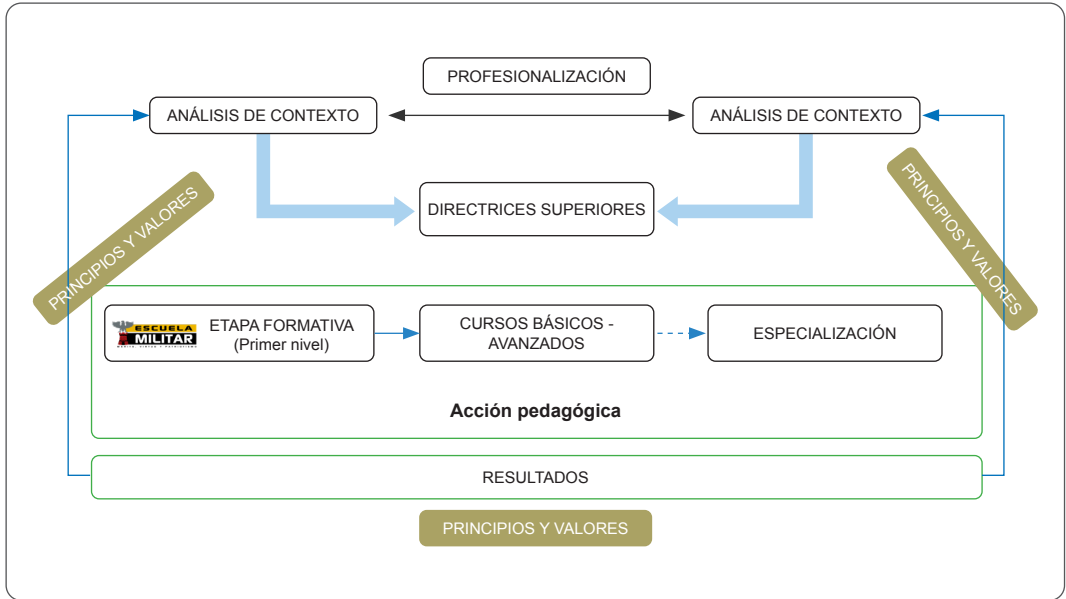 PROFESIONALIZACIÓN
ANÁLISIS DE CONTEXTO
ANÁLISIS DE CONTEXTO
PRINCIPIOS Y VALORES
DIRECTRICES SUPERIORES
PRINCIPIOS Y VALORES
ESCUELA
MILITAR
ETAPA FORMATIVA
(Primer nivel)
CURSOS BÁSICOS -
AVANZADOS
ESPECIALIZACIÓN
Acción pedagógica
RESULTADOS
PRINCIPIOS Y VALORES